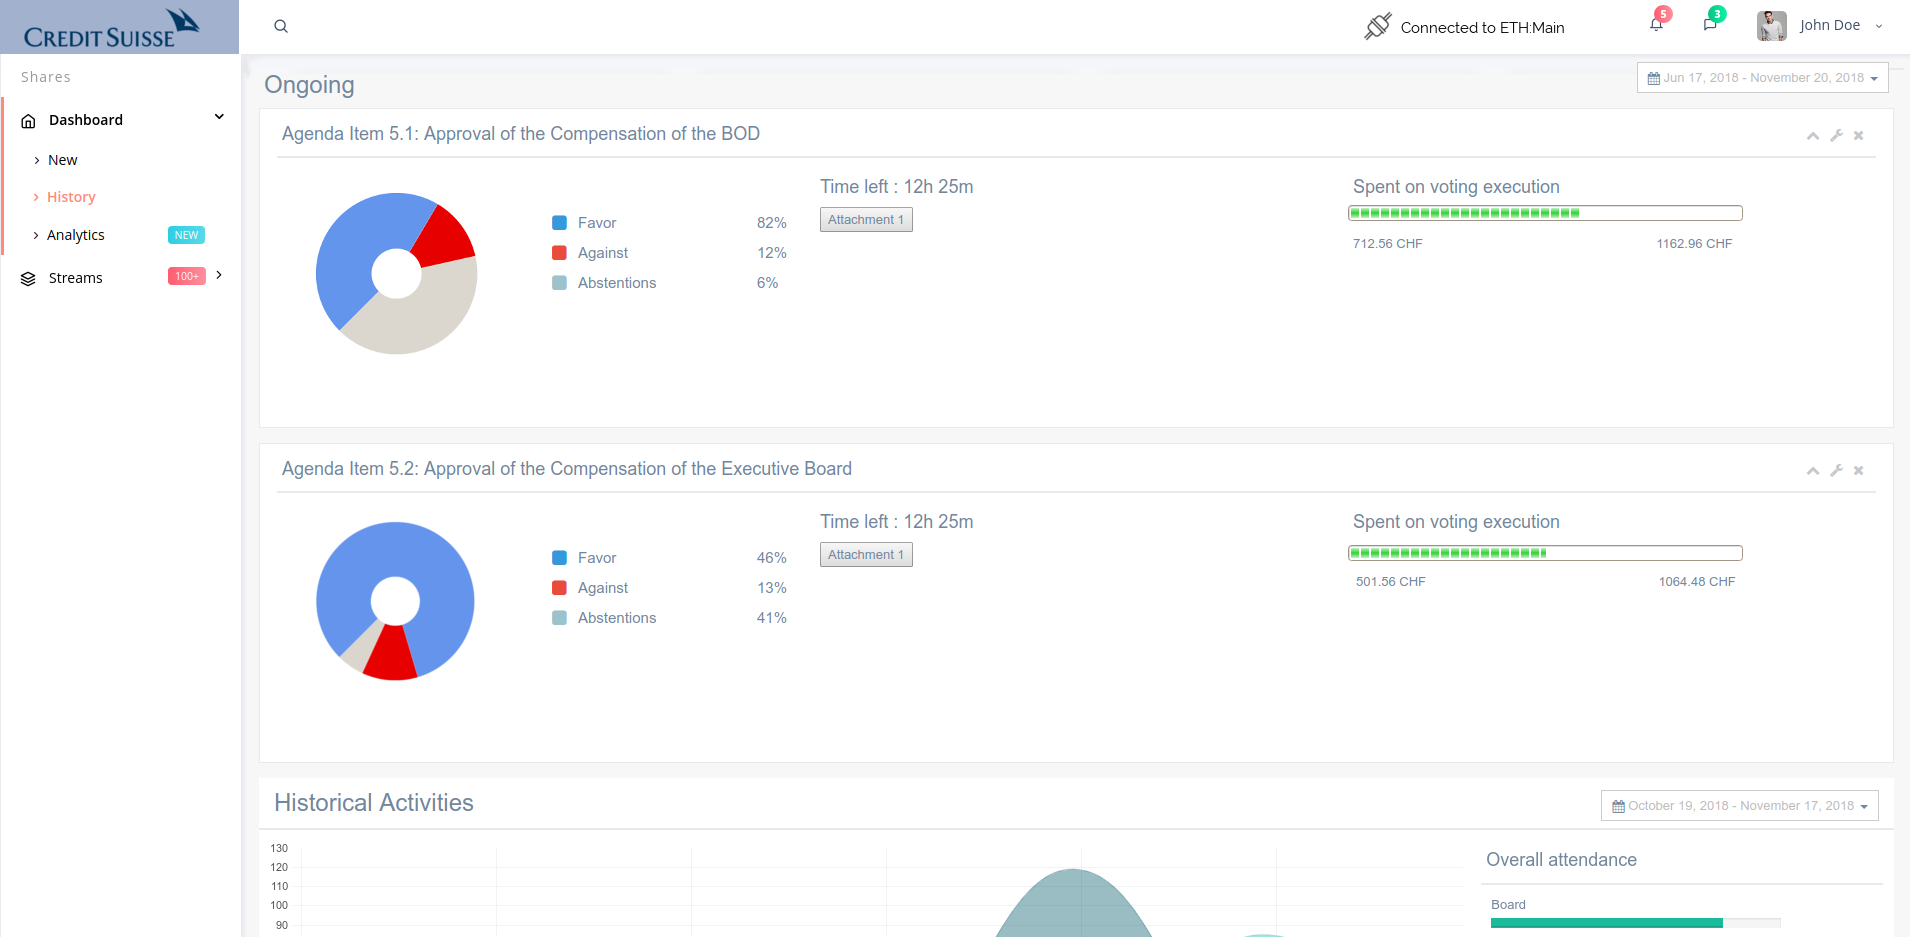 CREDIT SUISSE
Connected to ETH:Main
5
3
John Doe
Shares
Dashboard
New
History
Analytics NEW
Streams 100+
Ongoing
Jun 17, 2018 - November 20, 2018
Agenda Item 5.1: Approval of the Compensation of the BOD
Favor 82%
Against 12%
Abstentions 6%
Time left : 12h 25m
Attachment 1
Spent on voting execution
712.56 CHF 1162.96 CHF
Agenda Item 5.2: Approval of the Compensation of the Executive Board
Favor 46%
Against 13%
Abstentions 41%
Time left : 12h 25m
Attachment 1
Spent on voting execution
501.56 CHF 1064.48 CHF
Historical Activities
October 19, 2018 - November 17, 2018
130
120
110
100
90
Overall attendance
Board